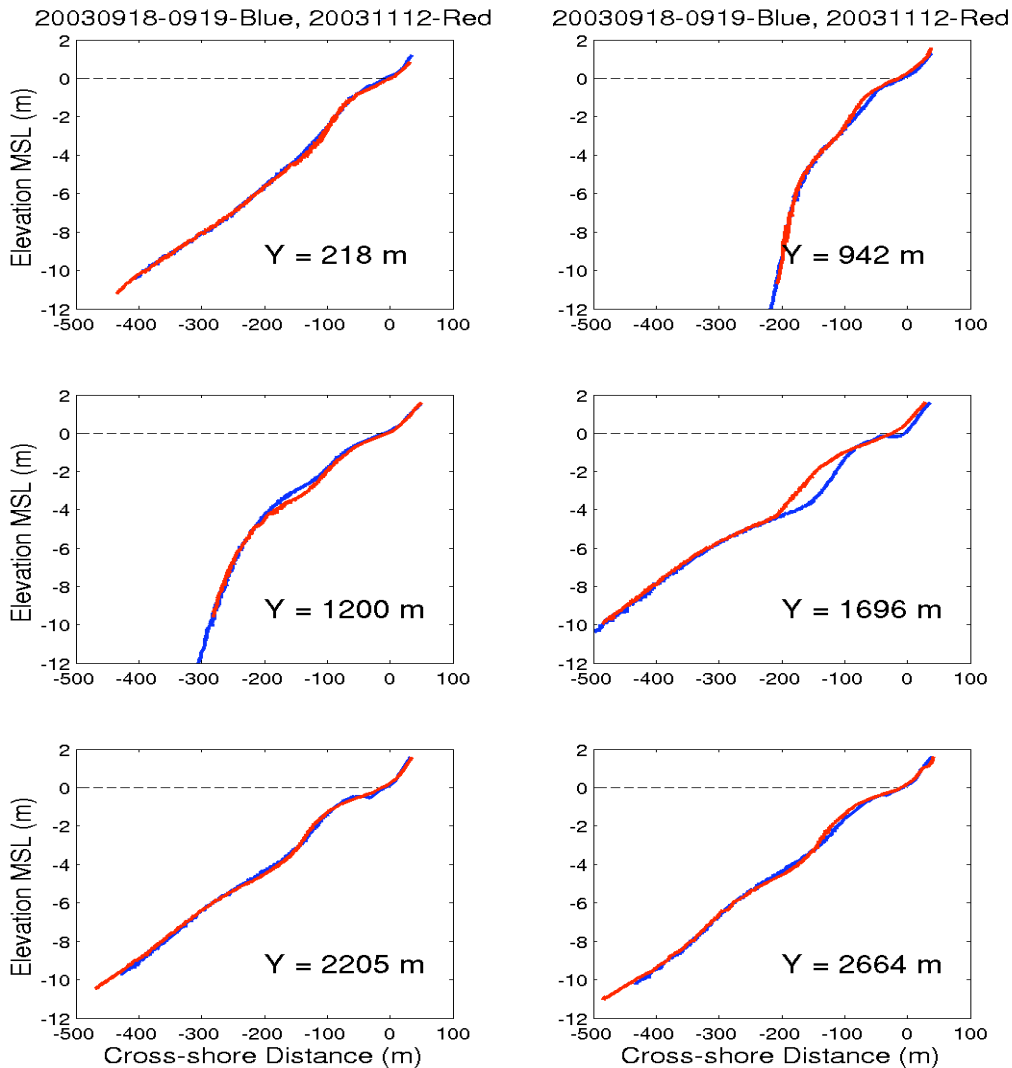 20030918-0919-Blue, 20031112-Red
20030918-0919-Blue, 20031112-Red
Elevation MSL (m)
2
0
-2
-4
-6
-8
-10
-12
Y = 218 m
-500 -400 -300 -200 -100 0 100
2
0
-2
-4
-6
-8
-10
-12
Y = 942 m
-500 -400 -300 -200 -100 0 100
Elevation MSL (m)
2
0
-2
-4
-6
-8
-10
-12
Y = 1200 m
-500 -400 -300 -200 -100 0 100
2
0
-2
-4
-6
-8
-10
-12
Y = 1696 m
-500 -400 -300 -200 -100 0 100
Elevation MSL (m)
2
0
-2
-4
-6
-8
-10
-12
Y = 2205 m
-500 -400 -300 -200 -100 0 100
Cross-shore Distance (m)
2
0
-2
-4
-6
-8
-10
-12
Y = 2664 m
-500 -400 -300 -200 -100 0 100
Cross-shore Distance (m)